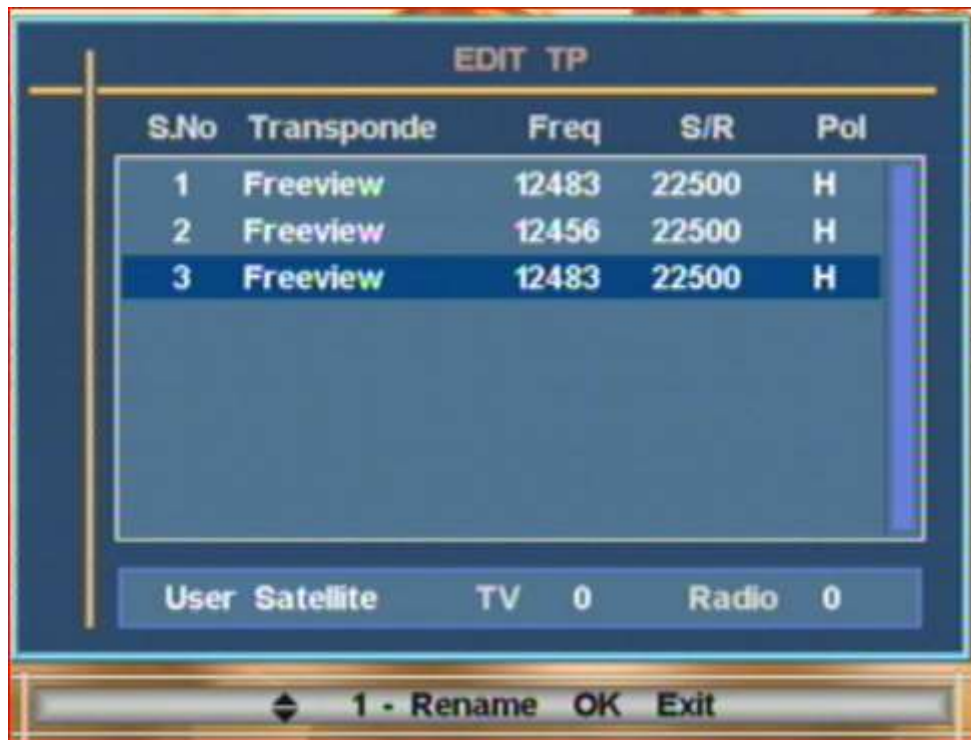 EDIT TP
S.No Transponde Freq S/R Pol
1 Freeview 12483 22500 H
2 Freeview 12456 22500 H
3 Freeview 12483 22500 H
User Satellite TV 0 Radio 0
1 - Rename OK Exit